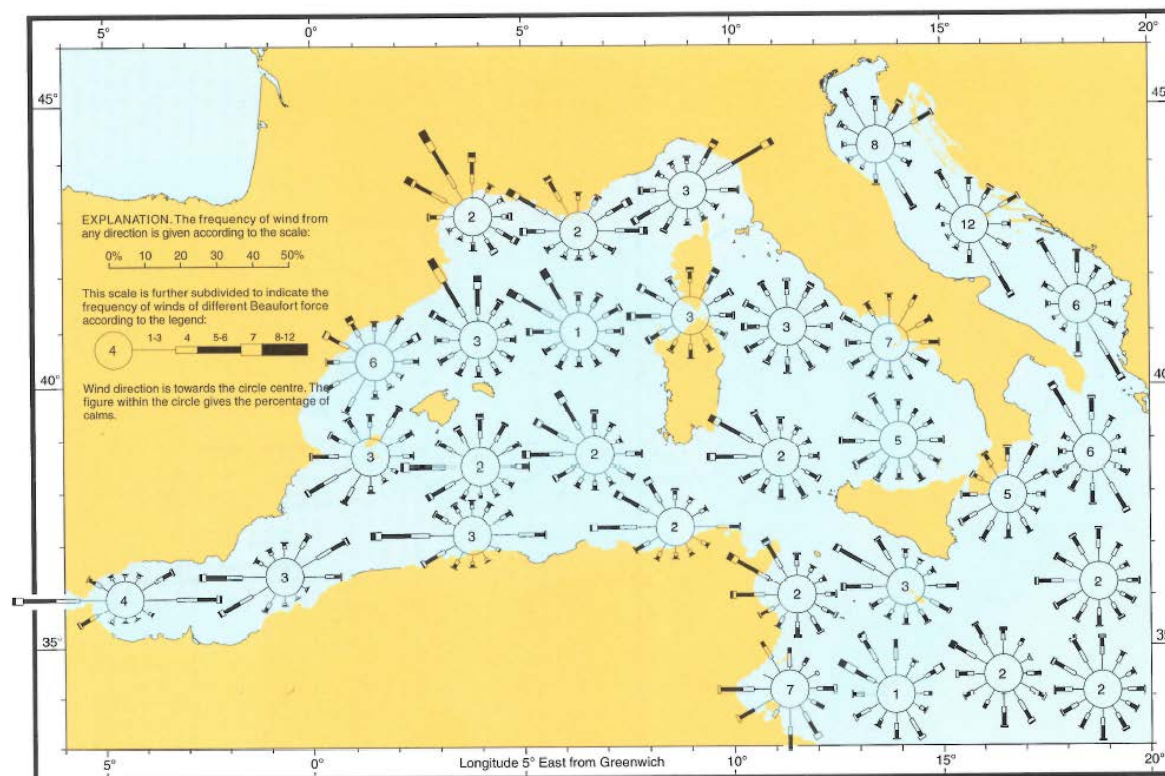 5° 0° 5° 10° 15° 20°
45° 45°
8
3
2 2
12
EXPLANATION. The frequency of wind from
any direction is given according to the scale:
0% 10 20 30 40 50%
This scale is further subdivided to indicate the
frequency of winds of different Beaufort force
according to the legend:
4 1-3 4 5-6 7 8-12
Wind direction is towards the circle centre. The
figure within the circle gives the percentage of
calms.
6
3 1 3 3 7
6
40° 40°
3 2 2 3 5 6
5
3 2
4 3 2 3 2
35° 35°
7 1 2 2
5° 0° Longitude 5° East from Greenwich 10° 15° 20°